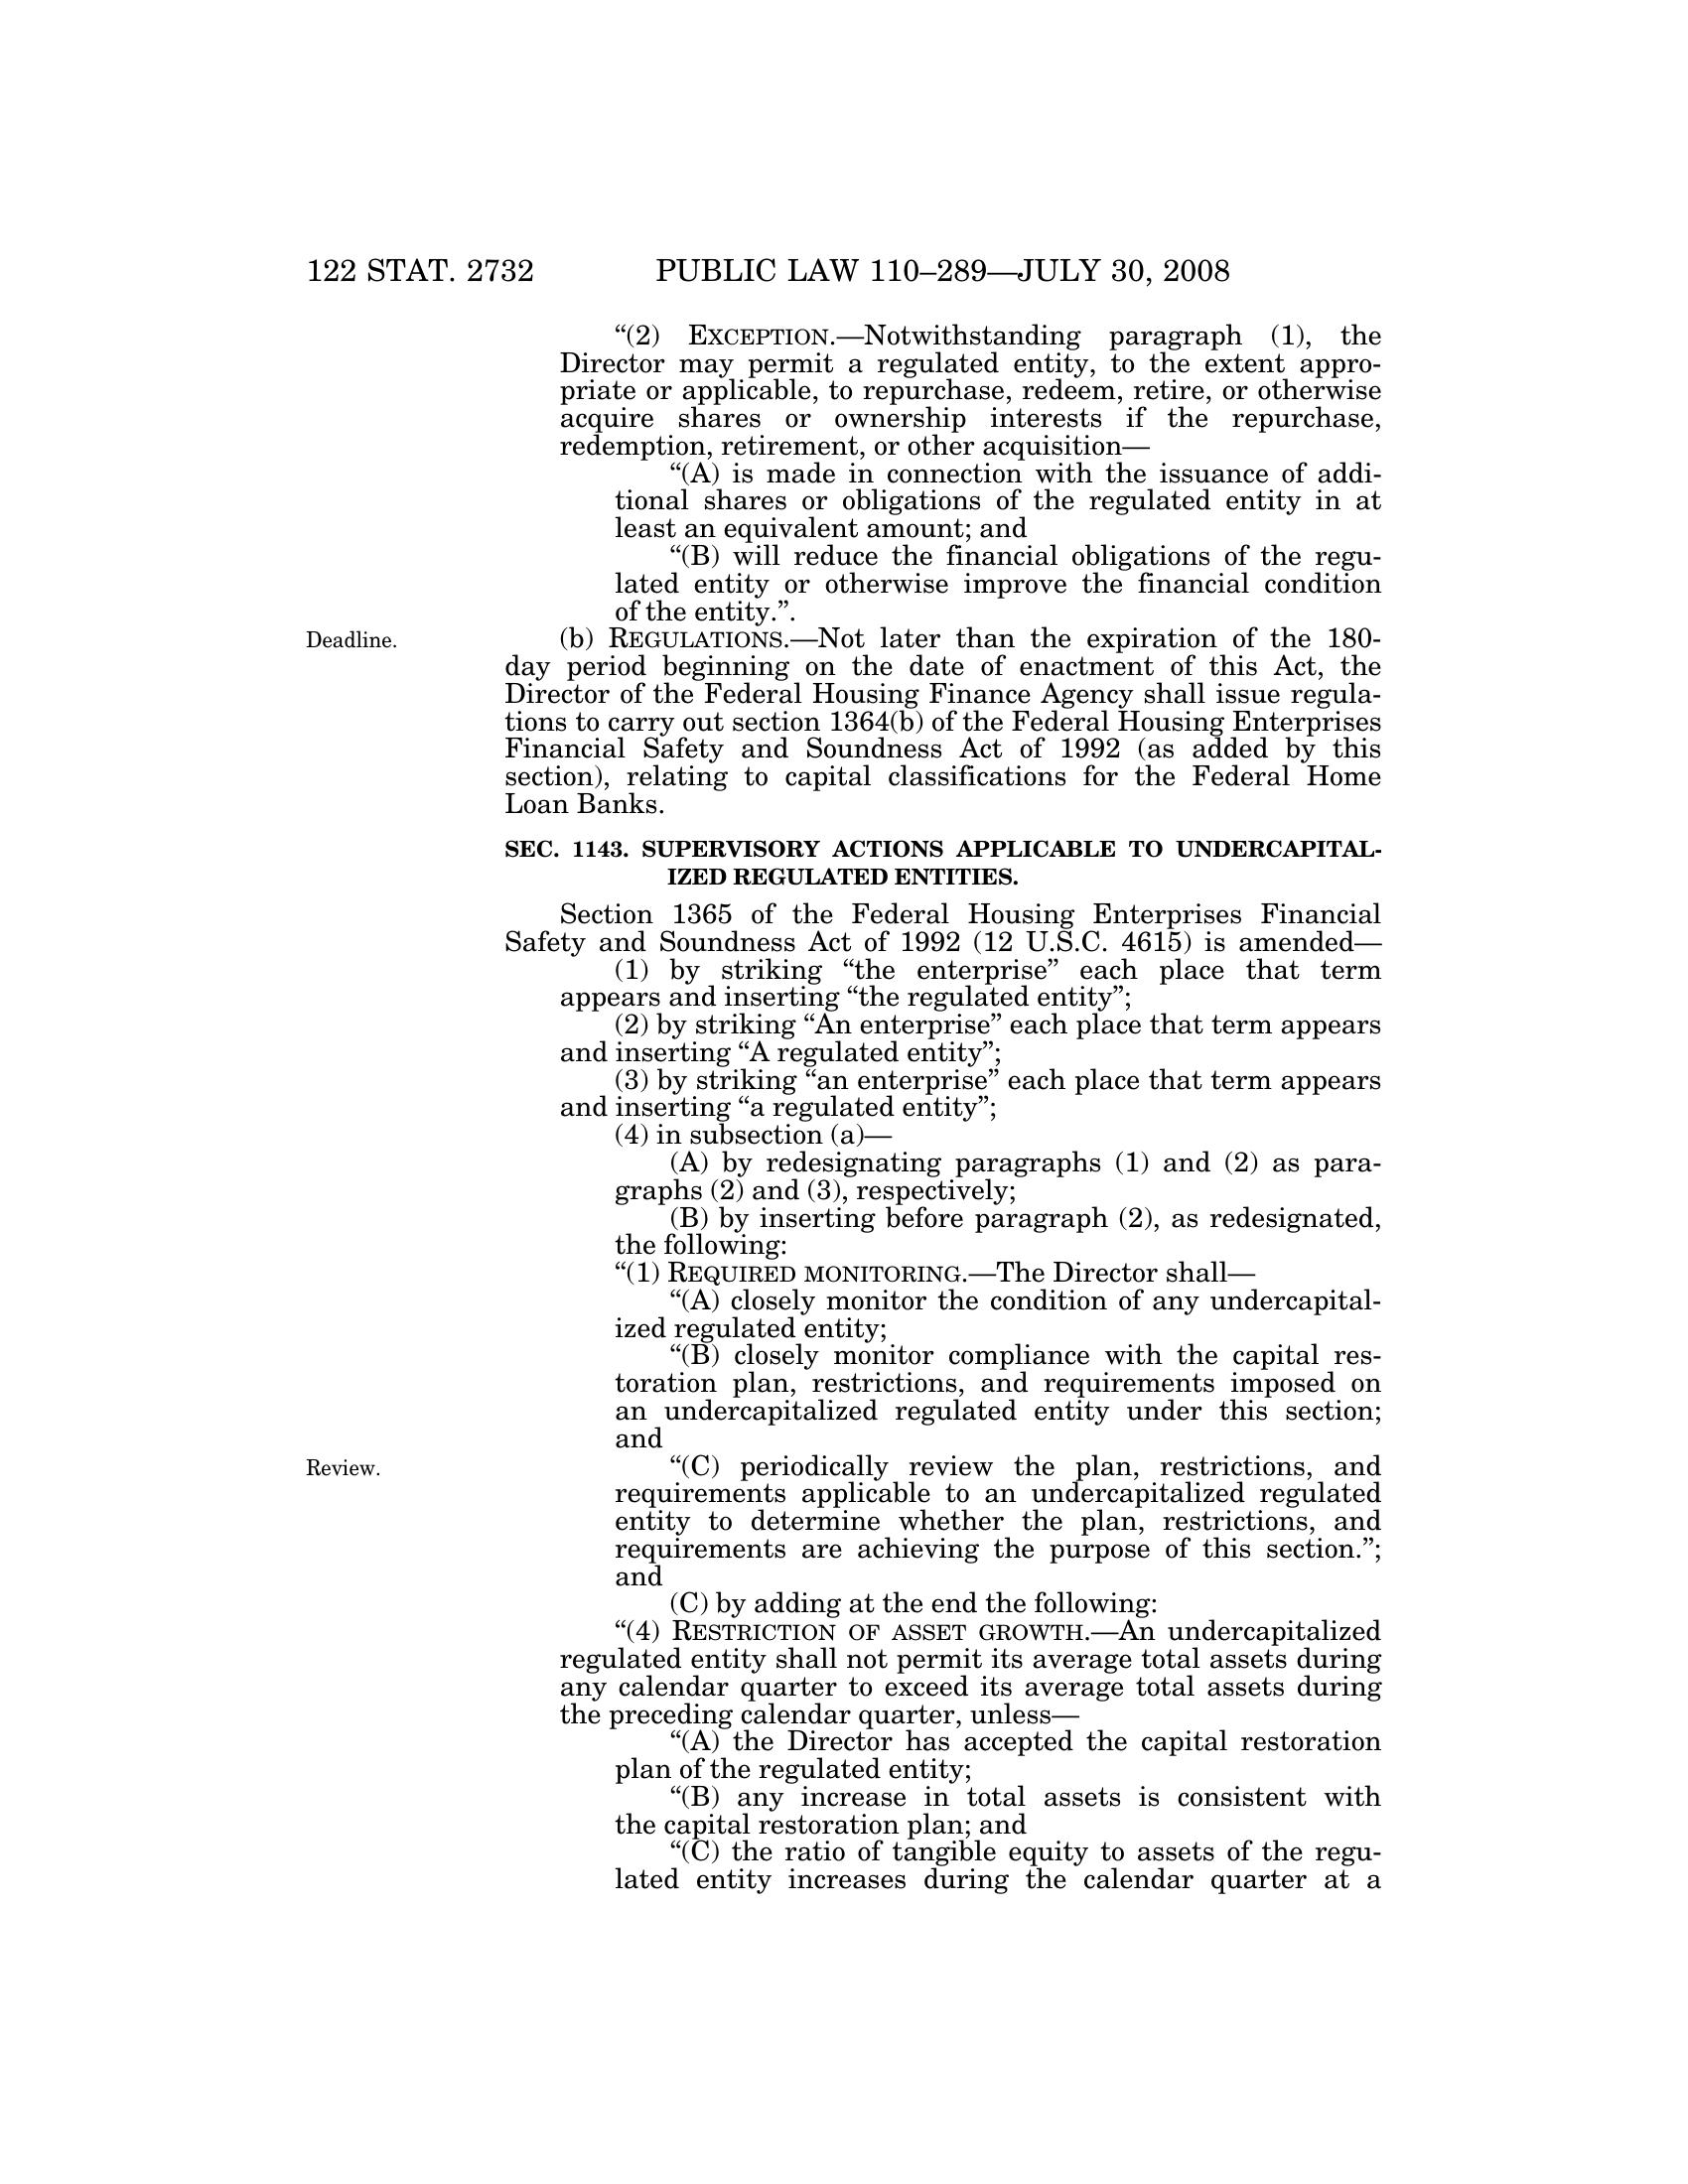 122 STAT. 2732 PUBLIC LAW 110–289—JULY 30, 2008
“(2) EXCEPTION.—Notwithstanding paragraph (1), the
Director may permit a regulated entity, to the extent appro-
priate or applicable, to repurchase, redeem, retire, or otherwise
acquire shares or ownership interests if the repurchase,
redemption, retirement, or other acquisition—
“(A) is made in connection with the issuance of addi-
tional shares or obligations of the regulated entity in at
least an equivalent amount; and
“(B) will reduce the financial obligations of the regu-
lated entity or otherwise improve the financial condition
of the entity.”.
Deadline.
(b) REGULATIONS.—Not later than the expiration of the 180-
day period beginning on the date of enactment of this Act, the
Director of the Federal Housing Finance Agency shall issue regula-
tions to carry out section 1364(b) of the Federal Housing Enterprises
Financial Safety and Soundness Act of 1992 (as added by this
section), relating to capital classifications for the Federal Home
Loan Banks.
SEC. 1143. SUPERVISORY ACTIONS APPLICABLE TO UNDERCAPITAL-
IZED REGULATED ENTITIES.
Section 1365 of the Federal Housing Enterprises Financial
Safety and Soundness Act of 1992 (12 U.S.C. 4615) is amended—
(1) by striking “the enterprise” each place that term
appears and inserting “the regulated entity”;
(2) by striking “An enterprise” each place that term appears
and inserting “A regulated entity”;
(3) by striking “an enterprise” each place that term appears
and inserting “a regulated entity”;
(4) in subsection (a)—
(A) by redesignating paragraphs (1) and (2) as para-
graphs (2) and (3), respectively;
(B) by inserting before paragraph (2), as redesignated,
the following:
“(1) REQUIRED MONITORING.—The Director shall—
“(A) closely monitor the condition of any undercapital-
ized regulated entity;
“(B) closely monitor compliance with the capital res-
toration plan, restrictions, and requirements imposed on
an undercapitalized regulated entity under this section;
and
Review.
“(C) periodically review the plan, restrictions, and
requirements applicable to an undercapitalized regulated
entity to determine whether the plan, restrictions, and
requirements are achieving the purpose of this section.”;
and
(C) by adding at the end the following:
“(4) RESTRICTION OF ASSET GROWTH.—An undercapitalized
regulated entity shall not permit its average total assets during
any calendar quarter to exceed its average total assets during
the preceding calendar quarter, unless—
“(A) the Director has accepted the capital restoration
plan of the regulated entity;
“(B) any increase in total assets is consistent with
the capital restoration plan; and
“(C) the ratio of tangible equity to assets of the regu-
lated entity increases during the calendar quarter at a